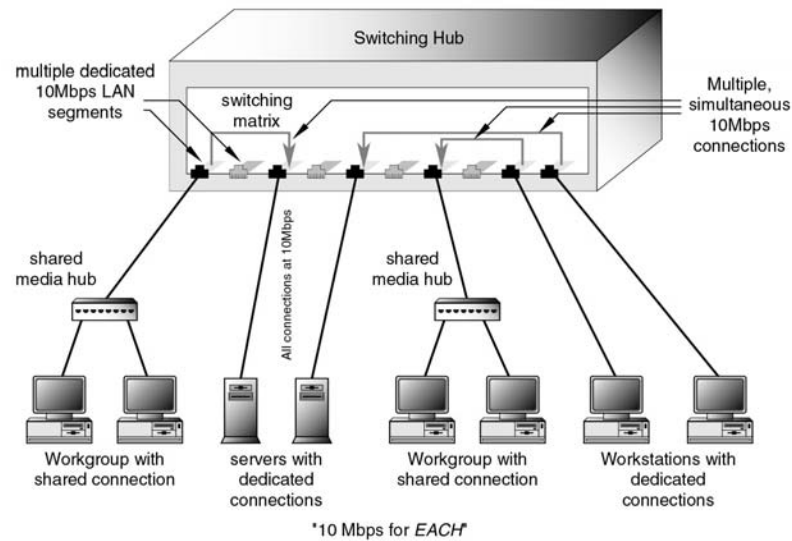 Switching Hub
multiple dedicated
10Mbps LAN
segments
switching
matrix
Multiple,
simultaneous
10Mbps
connections
shared
media hub
All connections at 10Mbps
shared
media hub
Workgroup with
shared connection
servers with
dedicated
connections
Workgroup with
shared connection
Workstations with
dedicated
connections
"10 Mbps for EACH"